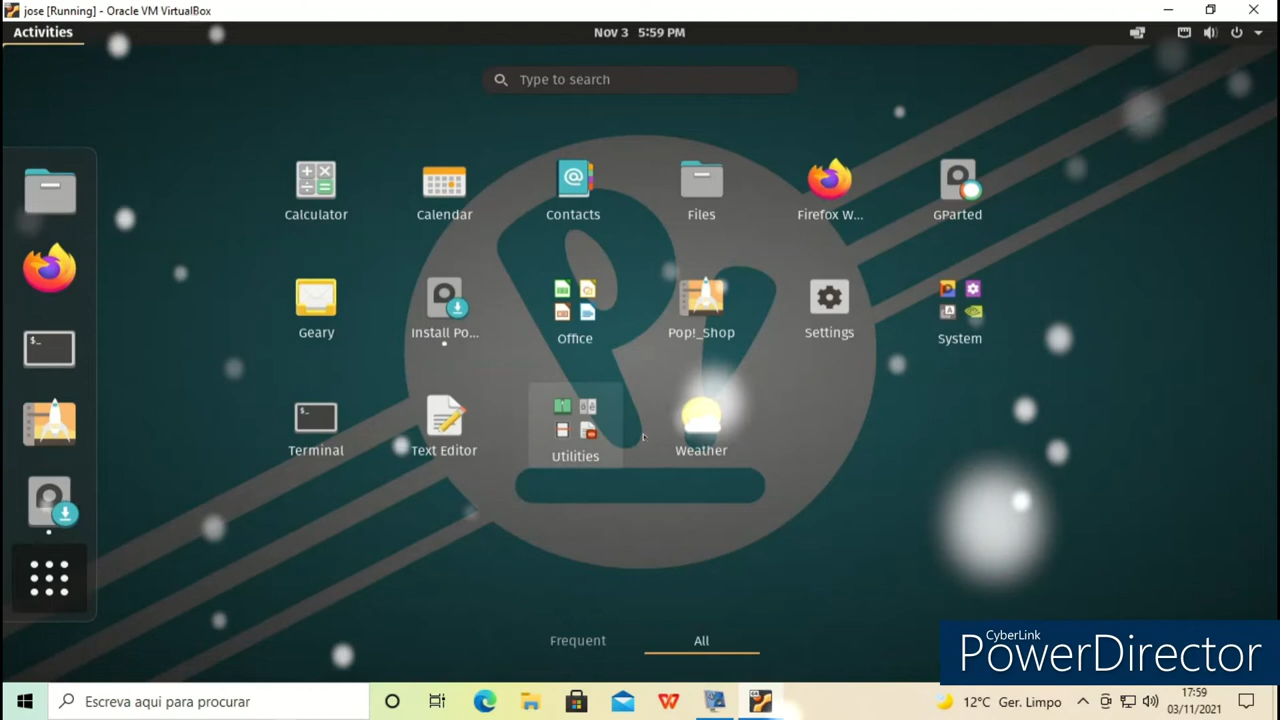 jose [Running] - Oracle VM VirtualBox
Activities
Nov 3 5:59 PM
Type to search
Calculator
Calendar
Contacts
Files
Firefox W...
GParted
Geary
Install Po...
Office
Pop!_Shop
Settings
System
Terminal
Text Editor
Utilities
Weather
Frequent
All
CyberLink
PowerDirector
Escreva aqui para procurar
12°C Ger. Limpo
17:59
03/11/2021